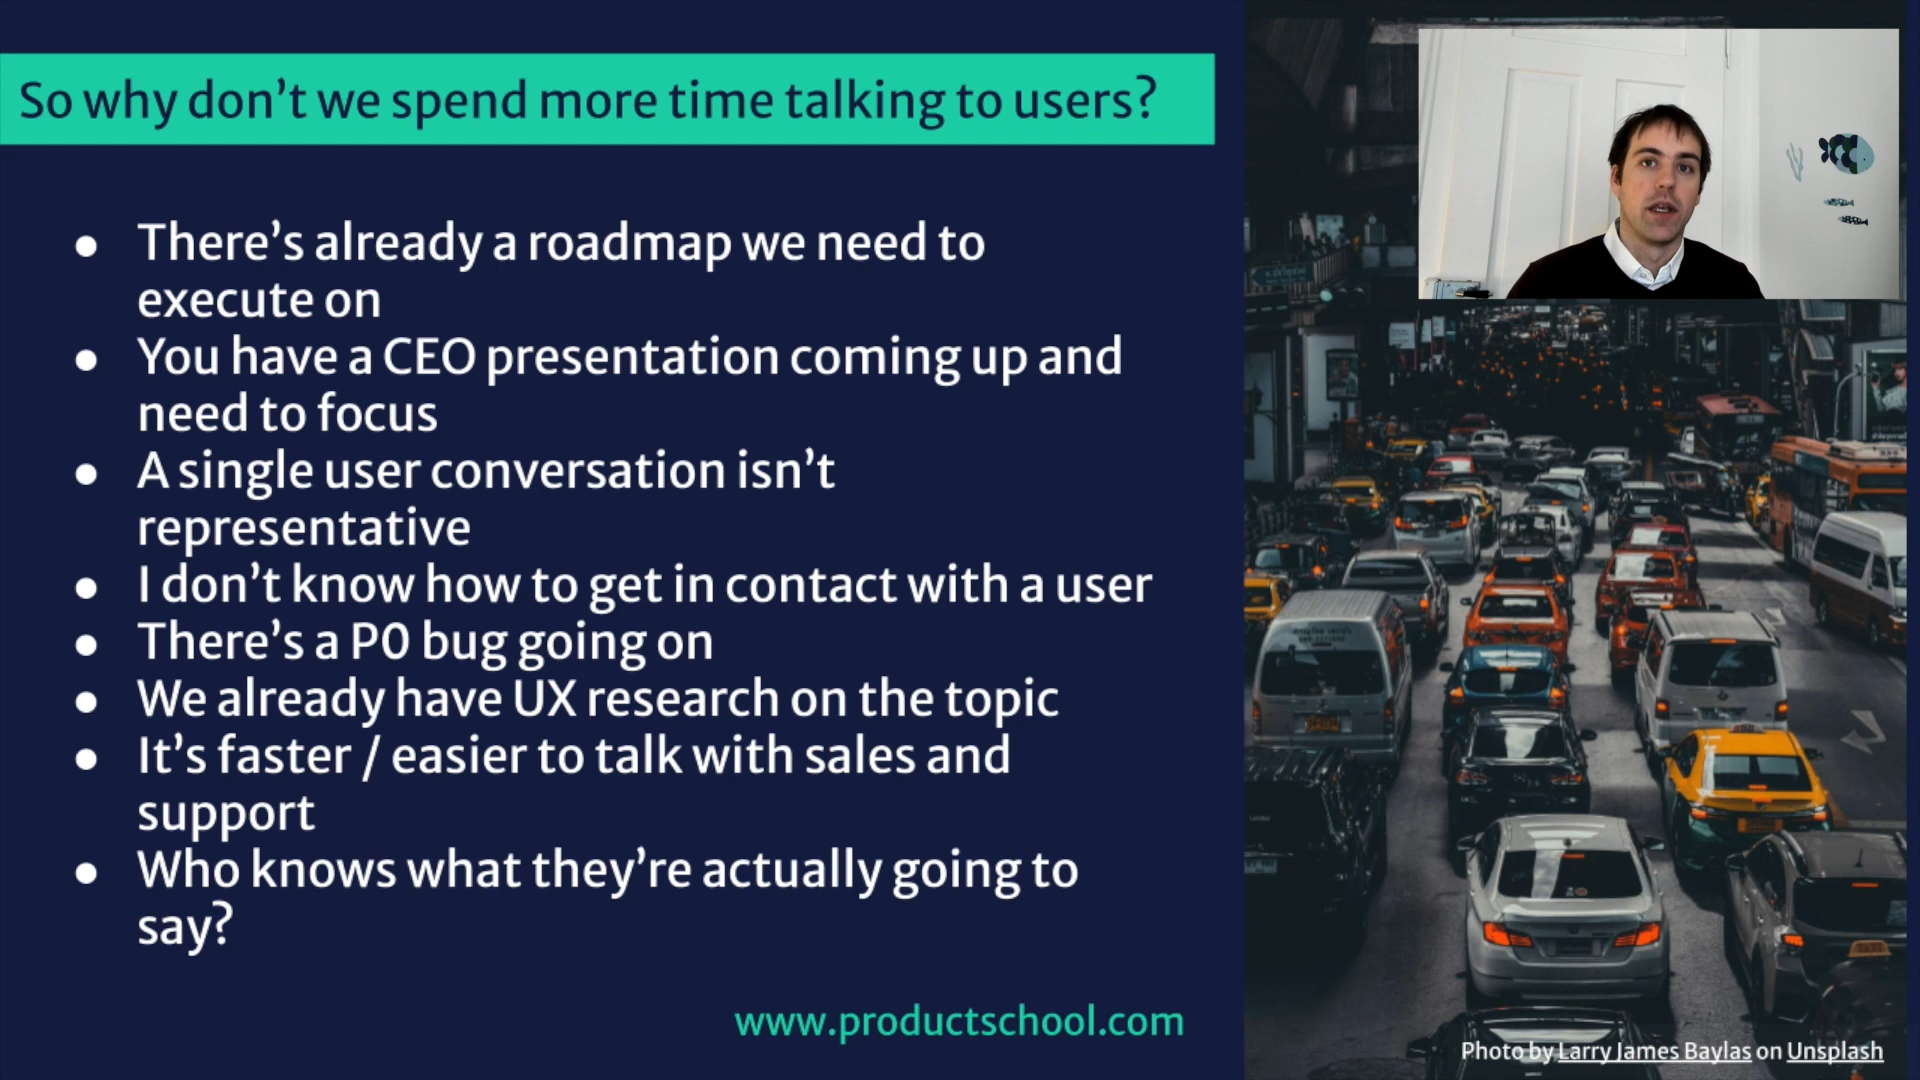 So why don’t we spend more time talking to users?
● There’s already a roadmap we need to
execute on
● You have a CEO presentation coming up and
need to focus
● A single user conversation isn’t
representative
● I don’t know how to get in contact with a user
● There’s a P0 bug going on
● We already have UX research on the topic
● It’s faster / easier to talk with sales and
support
● Who knows what they’re actually going to
say?
www.productschool.com
Photo by Larry James Baylas on Unsplash